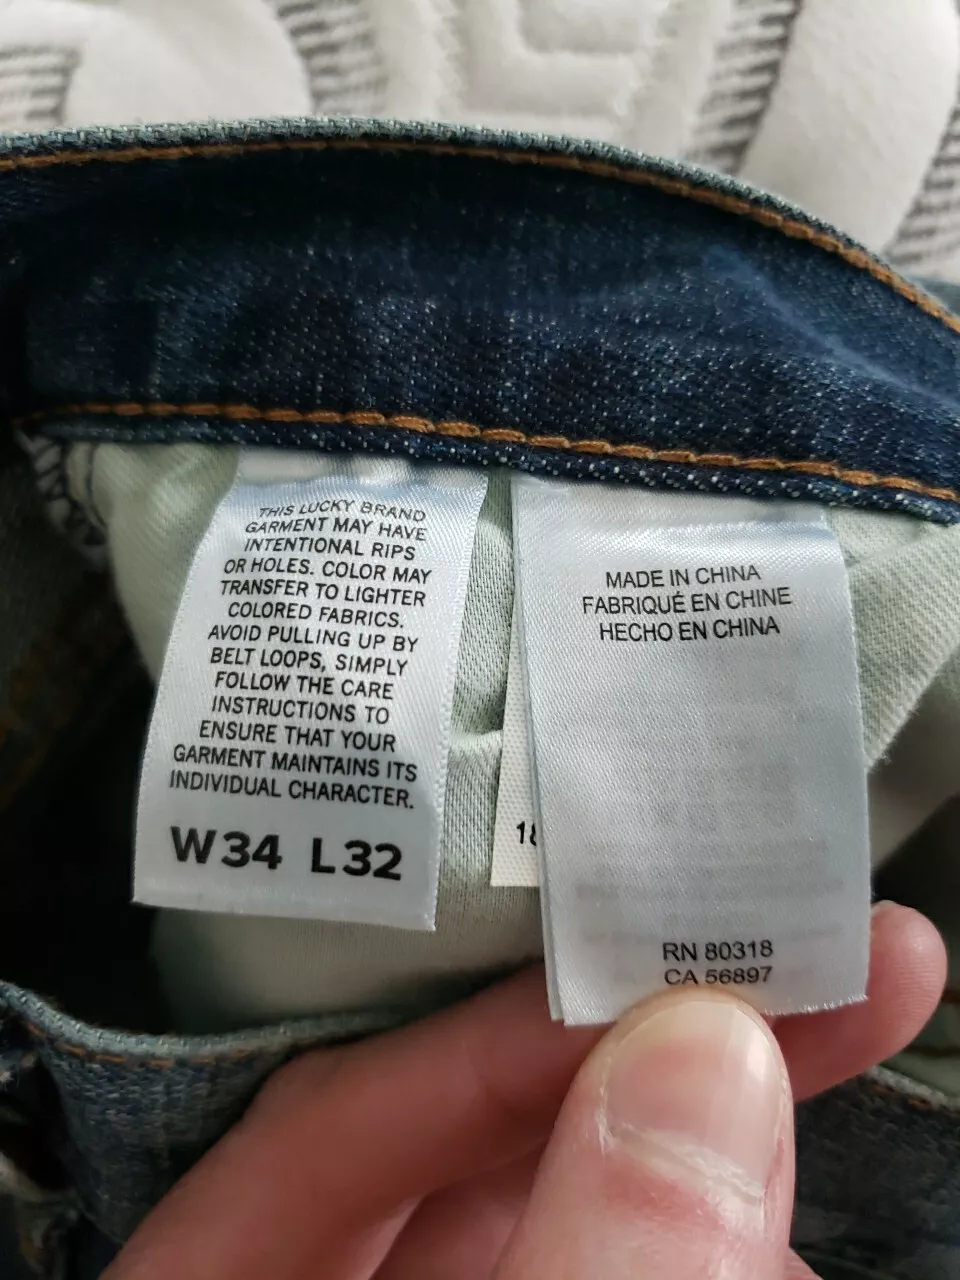 THIS LUCKY BRAND
GARMENT MAY HAVE
INTENTIONAL RIPS
OR HOLES. COLOR MAY
TRANSFER TO LIGHTER
COLORED FABRICS.
AVOID PULLING UP BY
BELT LOOPS, SIMPLY
FOLLOW THE CARE
INSTRUCTIONS TO
ENSURE THAT YOUR
GARMENT MAINTAINS ITS
INDIVIDUAL CHARACTER.
W34 L32
MADE IN CHINA
FABRIQUÉ EN CHINE
HECHO EN CHINA
RN 80318
CA 56897